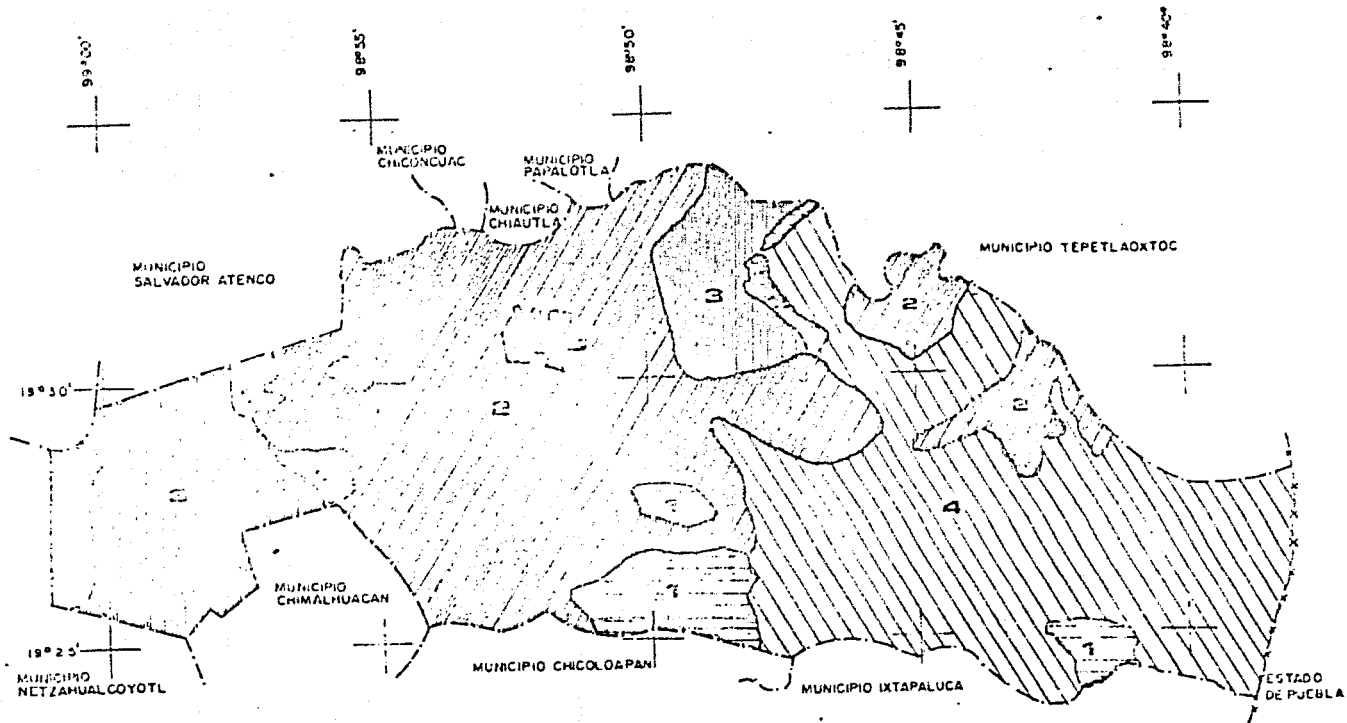 99°00'
98°55'
98°50'
98°45'
98°40'
MUNICIPIO
CHICONCUAC
MUNICIPIO
PAPALOTLA
MUNICIPIO
CHIAUTLA
MUNICIPIO
SALVADOR ATENCO
MUNICIPIO TEPETLAOXTOC
3
2
2
19°30'
2
4
MUNICIPIO
CHIMALHUACAN
1
1
19°25'
MUNICIPIO
NETZAHUALCOYOTL
MUNICIPIO CHICOLOAPAN
MUNICIPIO IXTAPALUCA
ESTADO
DE PUEBLA